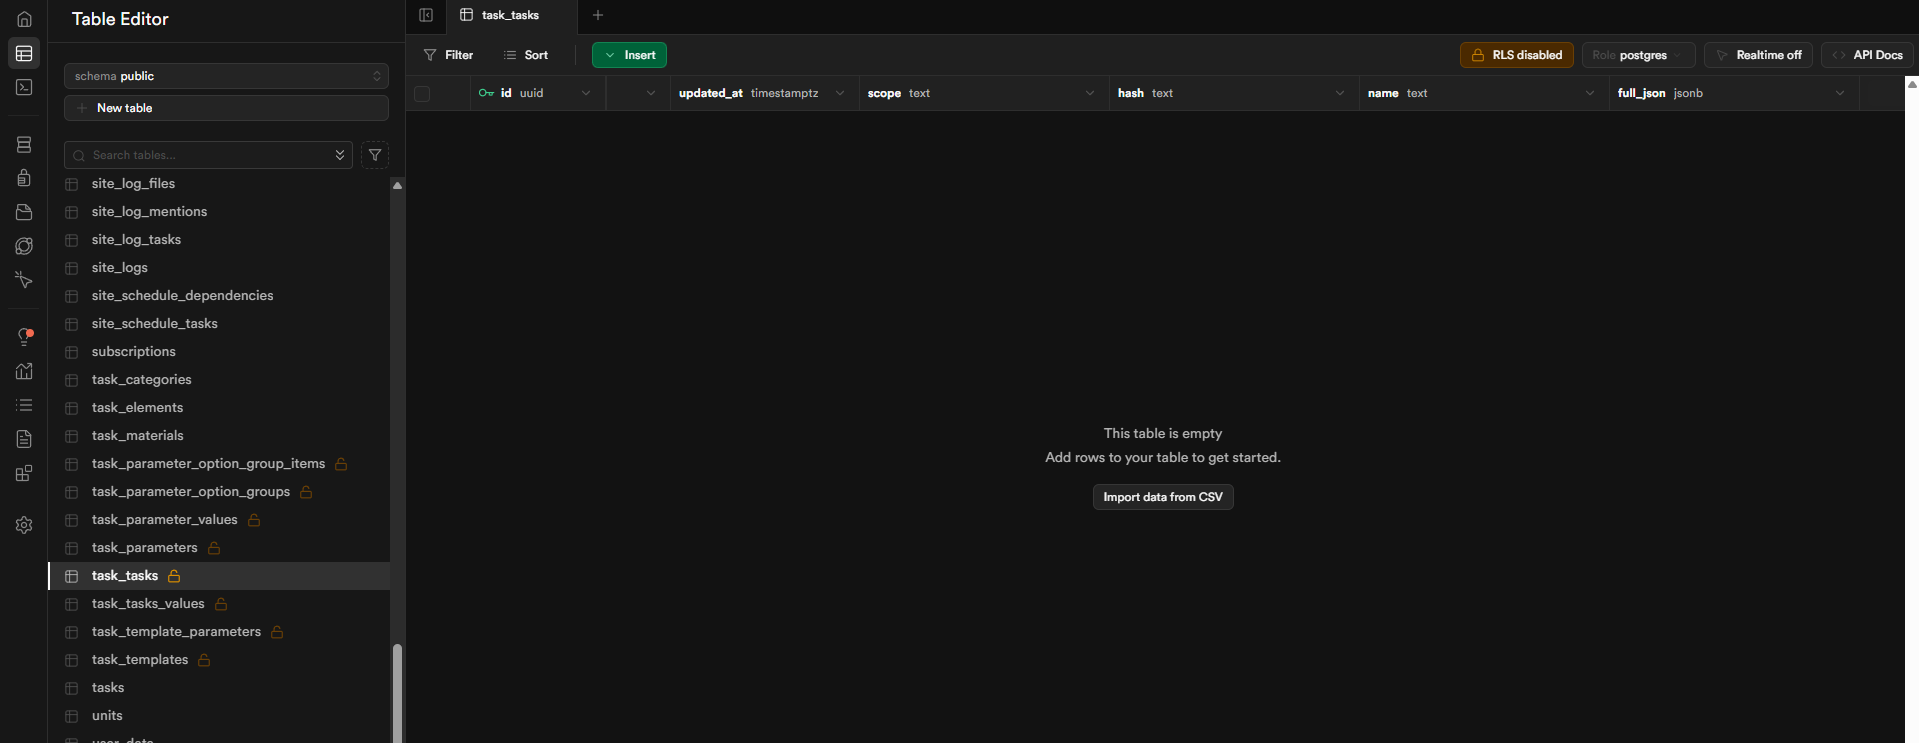 Table Editor
schema public
New table
Search tables...
site_log_files
site_log_mentions
site_log_tasks
site_logs
site_schedule_dependencies
site_schedule_tasks
subscriptions
task_categories
task_elements
task_materials
task_parameter_option_group_items
task_parameter_option_groups
task_parameter_values
task_parameters
task_tasks
task_tasks_values
task_template_parameters
task_templates
tasks
units
user_data
task_tasks
Filter
Sort
Insert
RLS disabled
Role postgres
Realtime off
API Docs
id uuid
updated_at timestamptz
scope text
hash text
name text
full_json jsonb
This table is empty
Add rows to your table to get started.
Import data from CSV